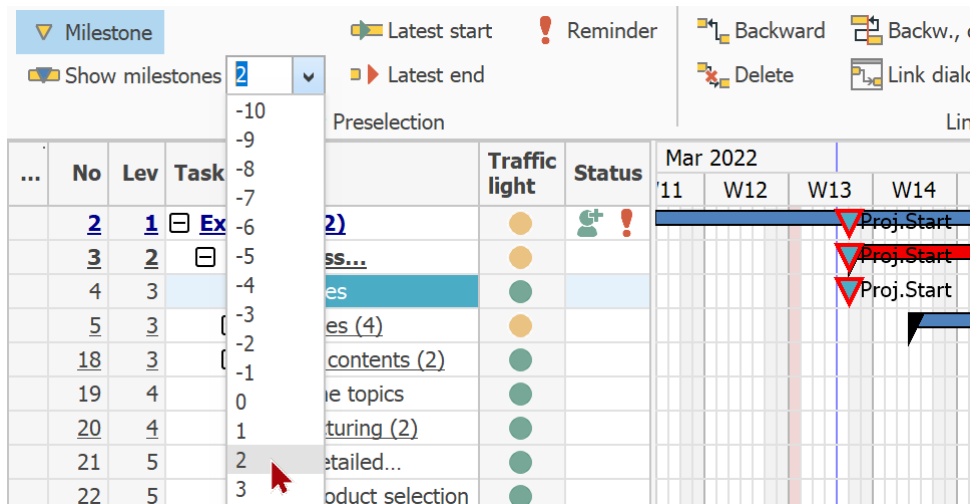 Milestone
Latest start
Reminder
Backward
Backw.,
Show milestones 2
Latest end
Delete
Link
Preselection
-10
-9
-8
-7
-6
-5
-4
-3
-2
-1
0
1
2
3
... No Lev Task Traffic light Status
Mar 2022
'11 W12 W13 W14
2 1 Ex 2) Proj.Start
3 2 ss... Proj.Start
4 3 es Proj.Start
5 3 es (4)
18 3 contents (2)
19 4 e topics
20 4 turing (2)
21 5 etailed...
22 5 oduct selection